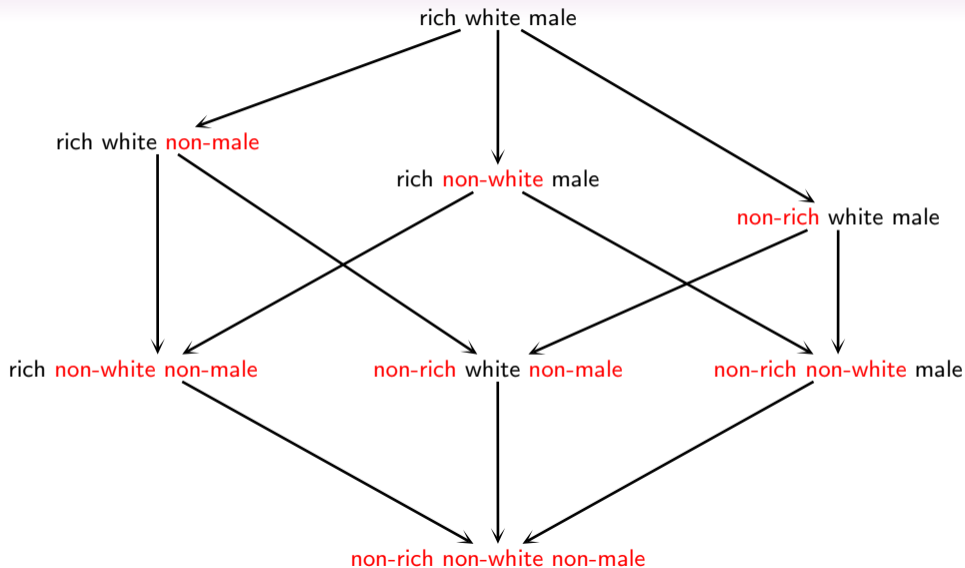 rich white male
rich white non-male
rich non-white male
non-rich white male
rich non-white non-male
non-rich white non-male
non-rich non-white male
non-rich non-white non-male